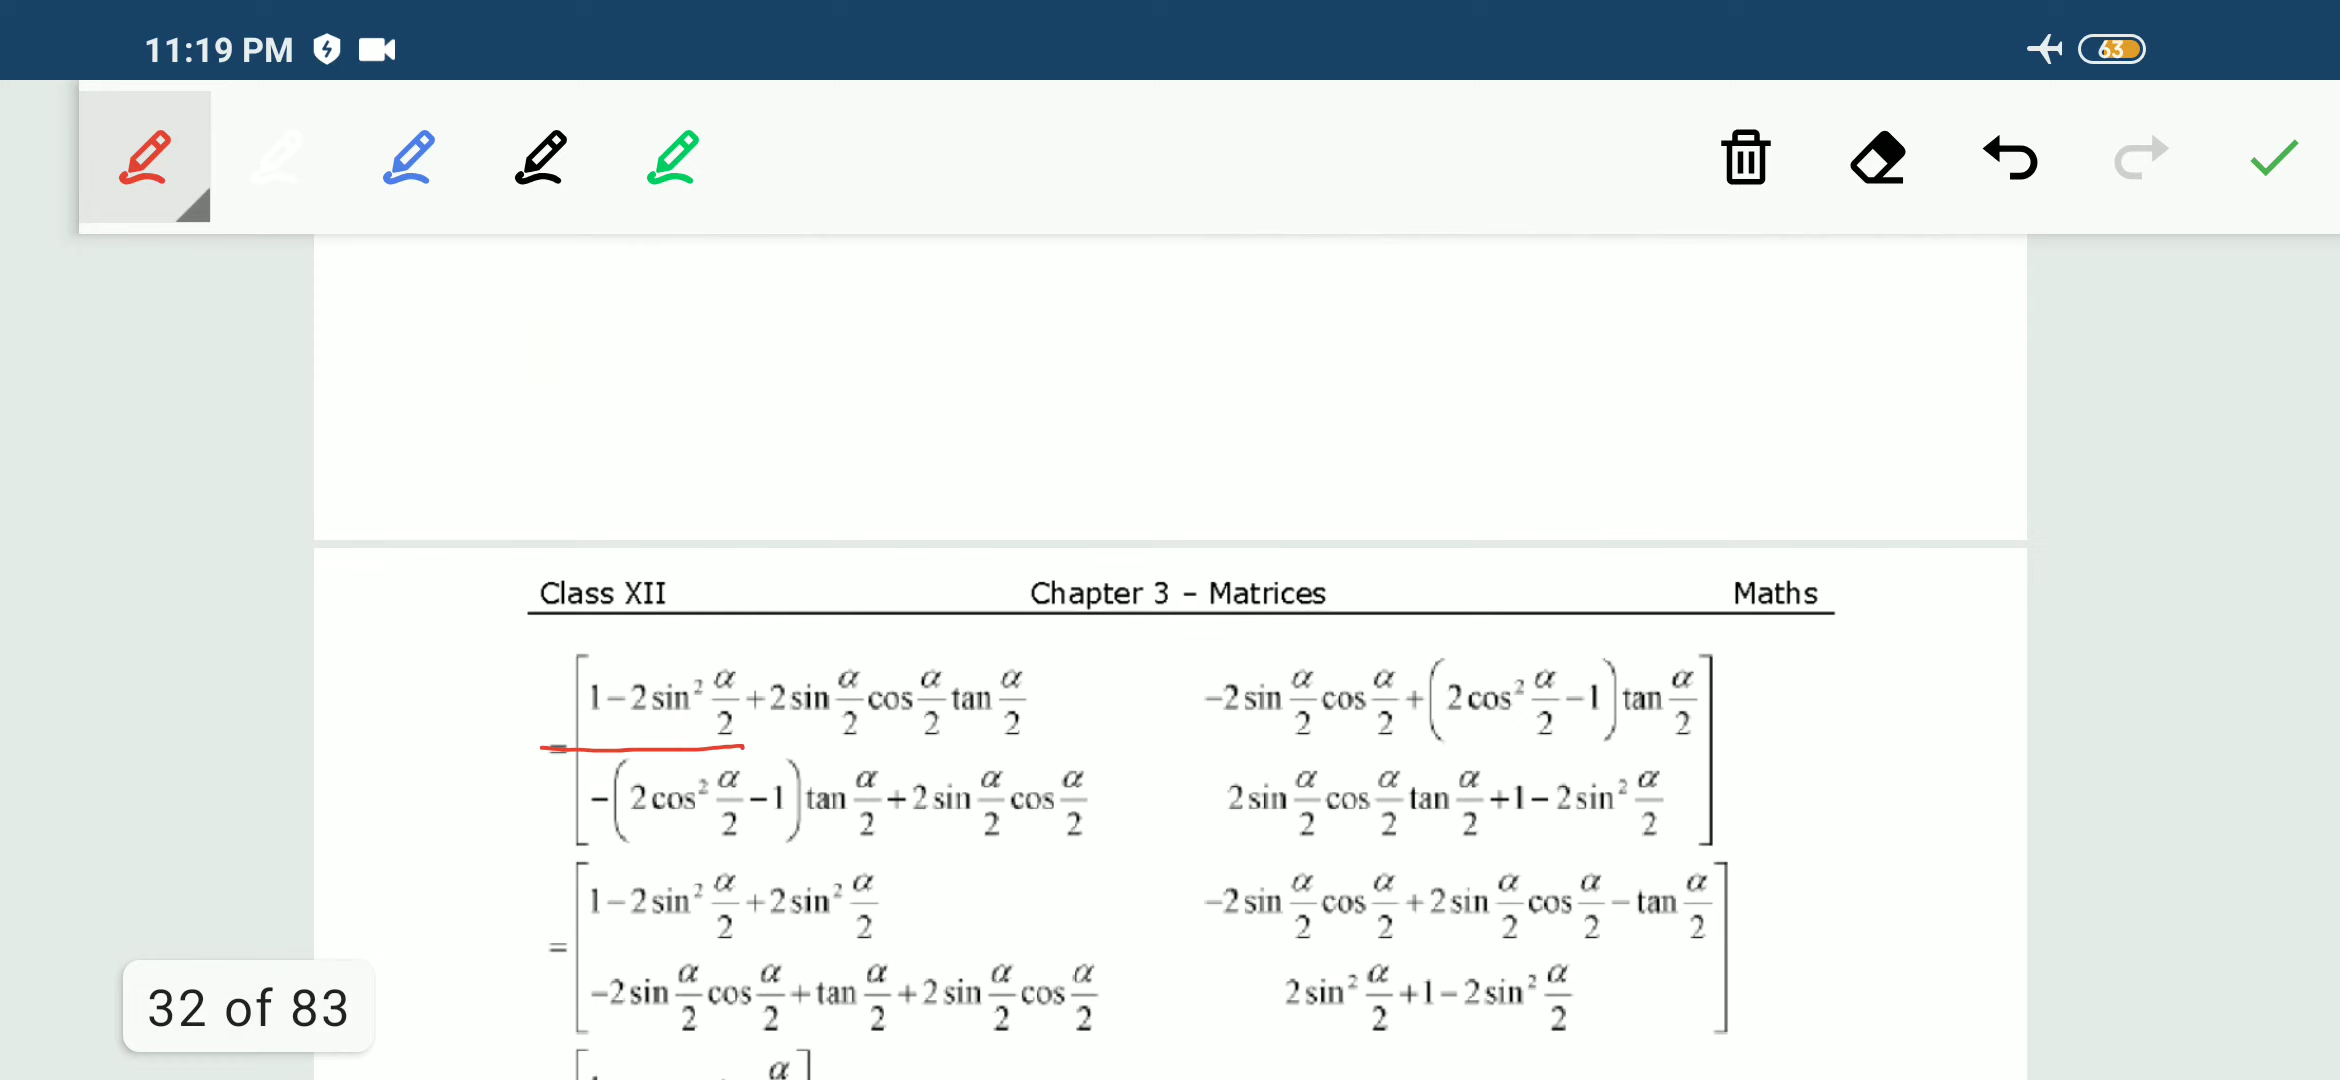 11:19 PM 63
Class XII Chapter 3 – Matrices Maths
= [ 1 − 2 sin² α/2 + 2 sin α/2 cos α/2 tan α/2    −2 sin α/2 cos α/2 + (2 cos² α/2 − 1) tan α/2
−(2 cos² α/2 − 1) tan α/2 + 2 sin α/2 cos α/2    2 sin α/2 cos α/2 tan α/2 + 1 − 2 sin² α/2 ]
= [ 1 − 2 sin² α/2 + 2 sin² α/2    −2 sin α/2 cos α/2 + 2 sin α/2 cos α/2 − tan α/2
−2 sin α/2 cos α/2 + tan α/2 + 2 sin α/2 cos α/2    2 sin² α/2 + 1 − 2 sin² α/2 ]
32 of 83
α